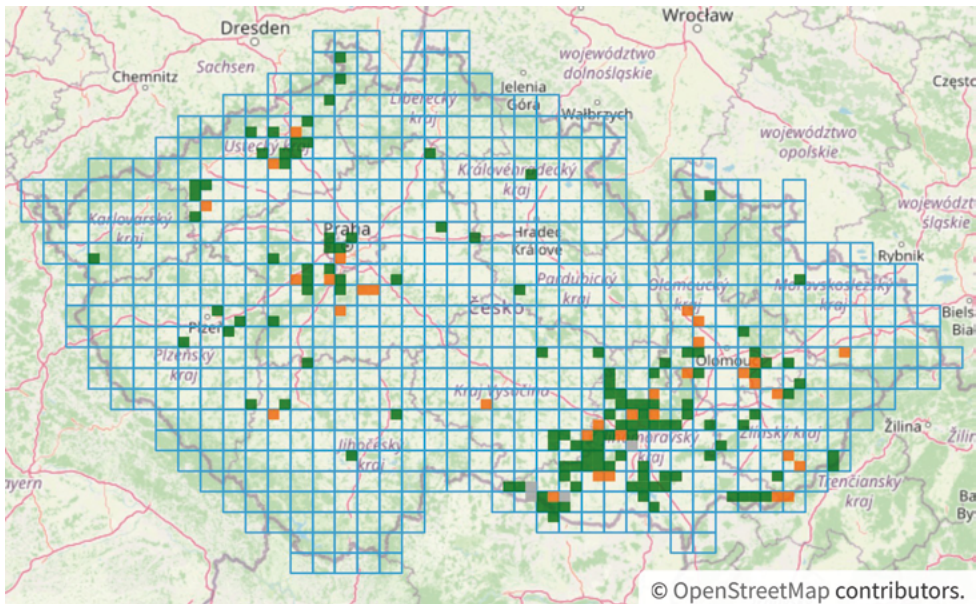 Wrocław
Dresden
województwo
dolnośląskie
Sachsen
Chemnitz
Jelenia
Góra
Częs
Liberecký
kraj
Wałbrzych
województwo
opolskie
Ústecký kraj
Královéhradecký
kraj
województwo
śląskie
Karlovarský
kraj
Praha
Hradec
Králové
Rybnik
Pardubický
kraj
Olomoucký
kraj
Moravskoslezský
kraj
Česko
Bielsk
Biał
Plzeň
Plzeňský
kraj
Olomouc
Kraj Vysočina
Žilina
Žilin
Jihočeský
kraj
Jihomoravský
kraj
Zlínský kraj
Trenčiansky
kraj
ayern
Ba
By
© OpenStreetMap contributors.